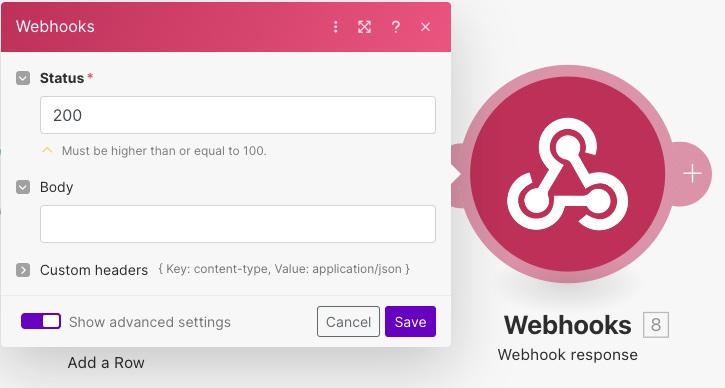 Webhooks
Status *
200
Must be higher than or equal to 100.
Body
Custom headers { Key: content-type, Value: application/json }
Show advanced settings
Cancel
Save
Add a Row
Webhooks 8
Webhook response